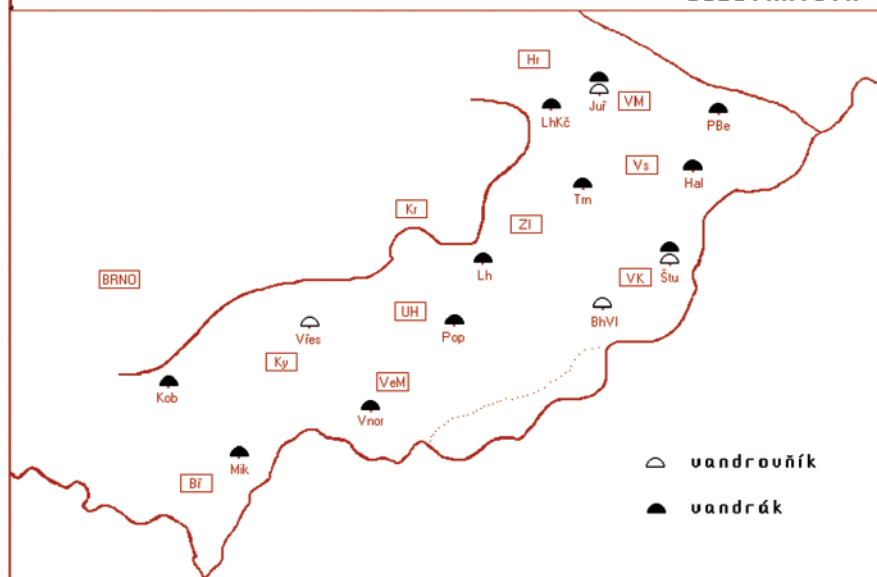 Hr
Juř
VM
LhKč
PBe
Vs
Hal
Trn
Kr
Zl
BRNO
Lh
VK
Štu
BhVl
UH
Pop
Vřes
Ky
VeM
Kob
Vnor
Mik
Bř
vandrovňík
vandrák